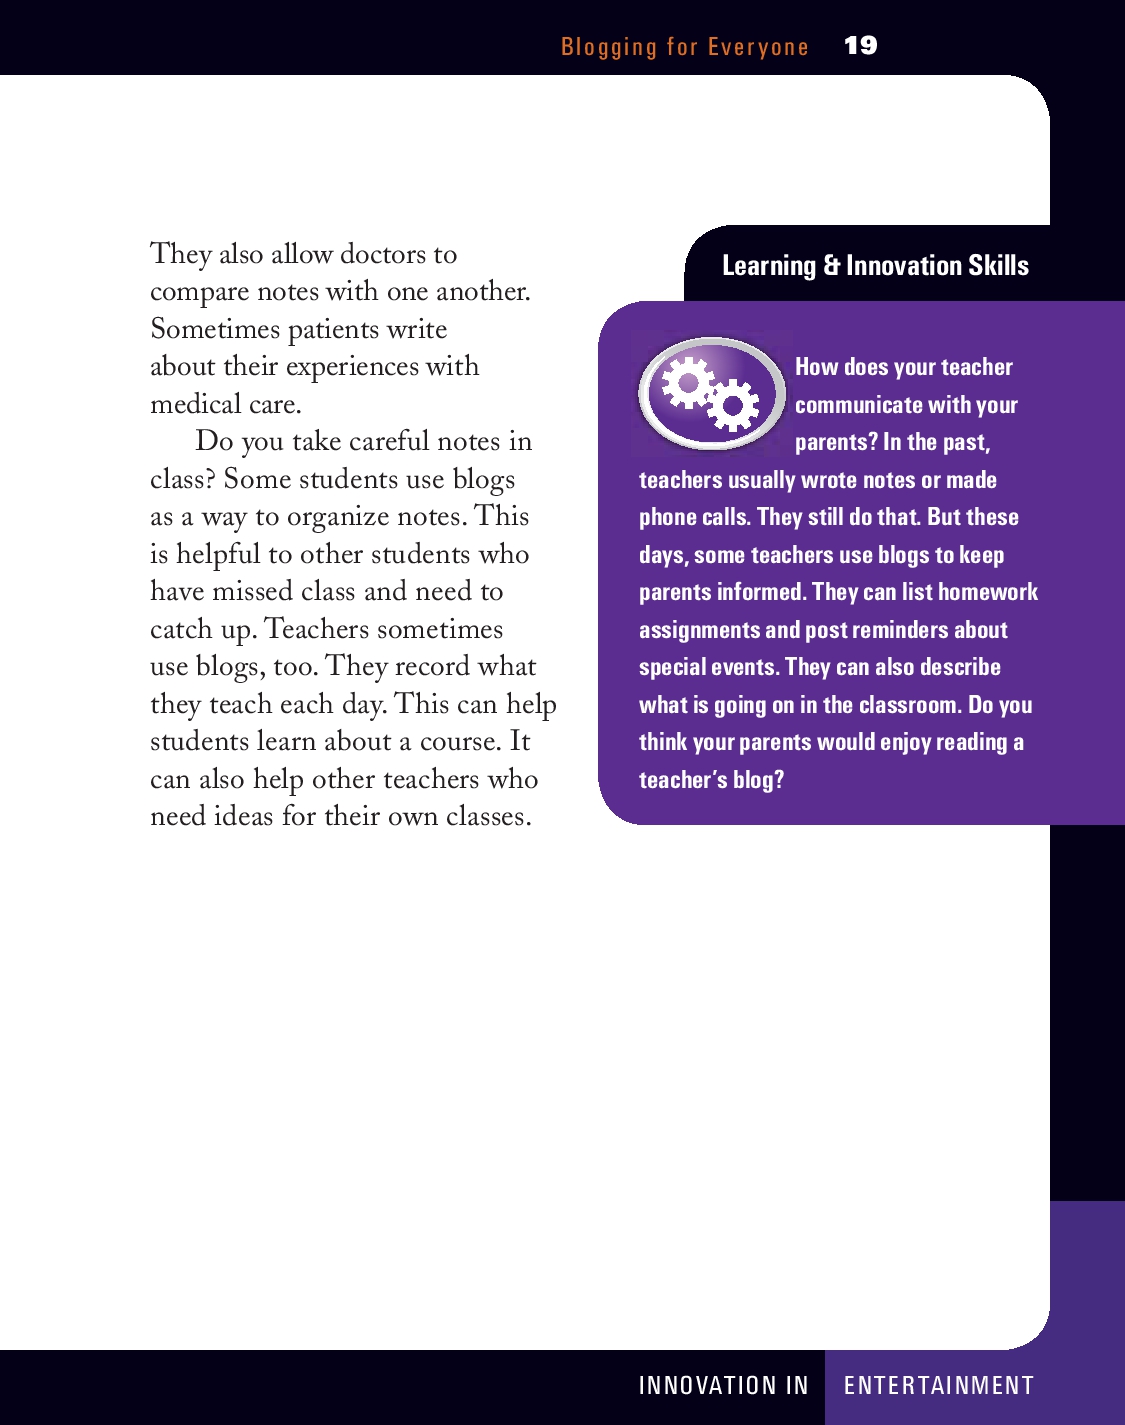 Blogging for Everyone 19
They also allow doctors to
compare notes with one another.
Sometimes patients write
about their experiences with
medical care.
Do you take careful notes in
class? Some students use blogs
as a way to organize notes. This
is helpful to other students who
have missed class and need to
catch up. Teachers sometimes
use blogs, too. They record what
they teach each day. This can help
students learn about a course. It
can also help other teachers who
need ideas for their own classes.
Learning & Innovation Skills
How does your teacher
communicate with your
parents? In the past,
teachers usually wrote notes or made
phone calls. They still do that. But these
days, some teachers use blogs to keep
parents informed. They can list homework
assignments and post reminders about
special events. They can also describe
what is going on in the classroom. Do you
think your parents would enjoy reading a
teacher’s blog?
INNOVATION IN ENTERTAINMENT